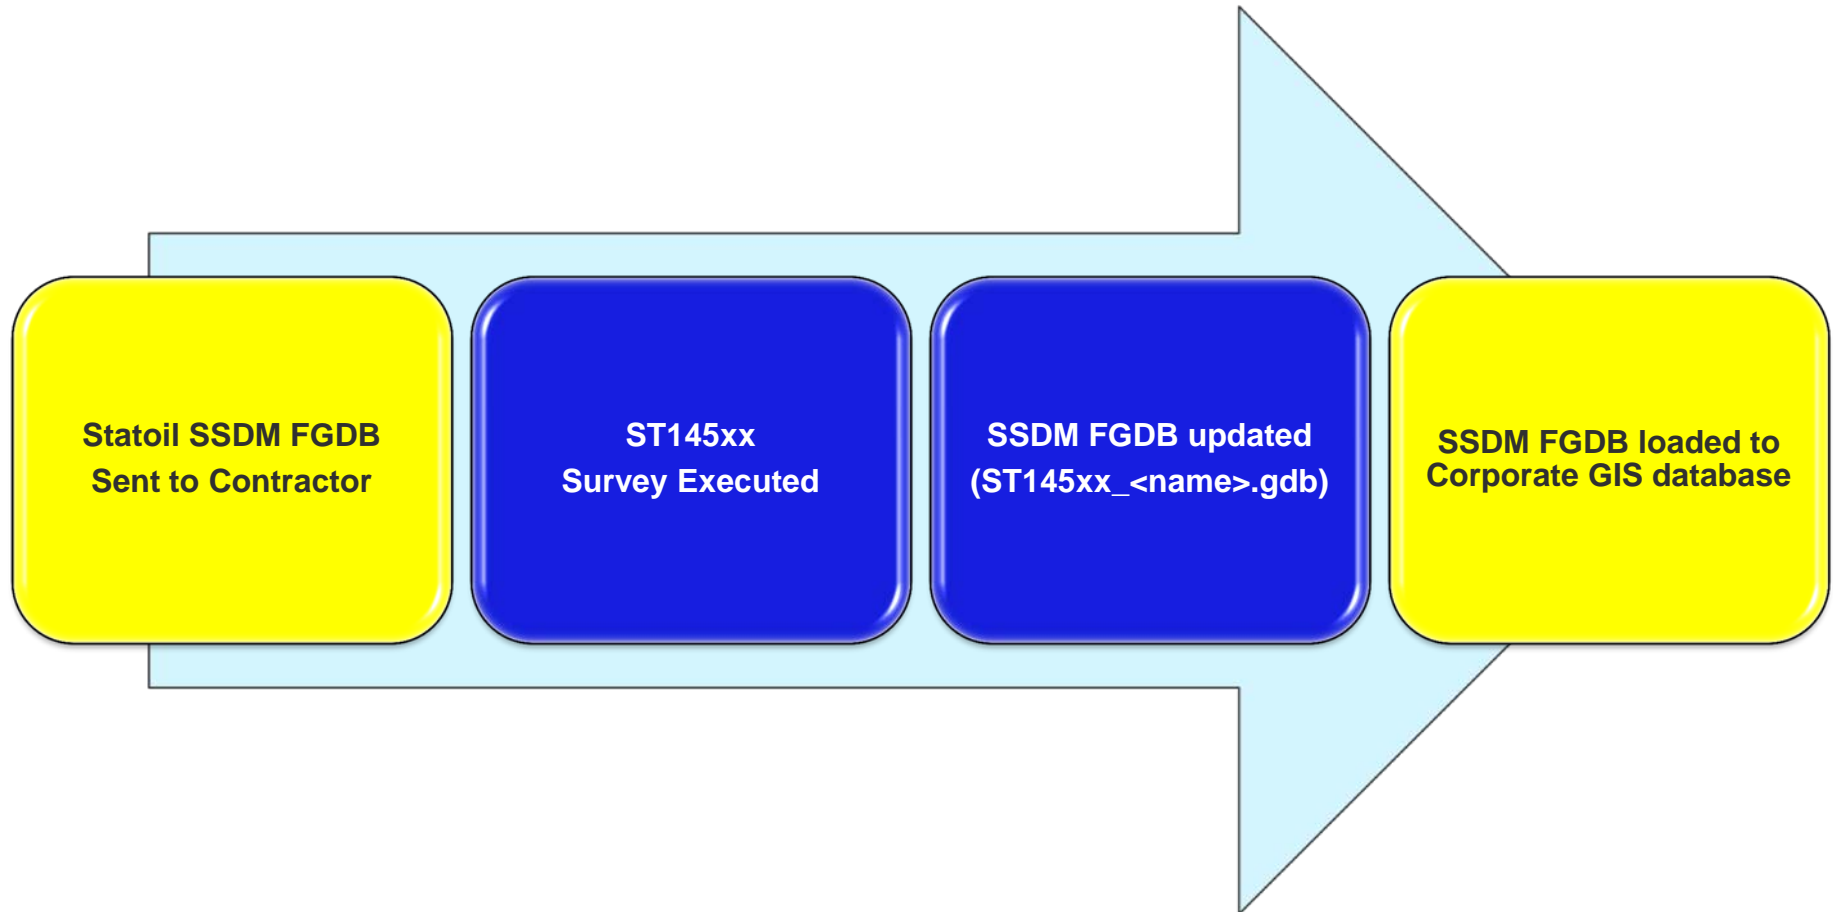 Statoil SSDM FGDB
Sent to Contractor
ST145xx
Survey Executed
SSDM FGDB updated
(ST145xx_<name>.gdb)
SSDM FGDB loaded to
Corporate GIS database